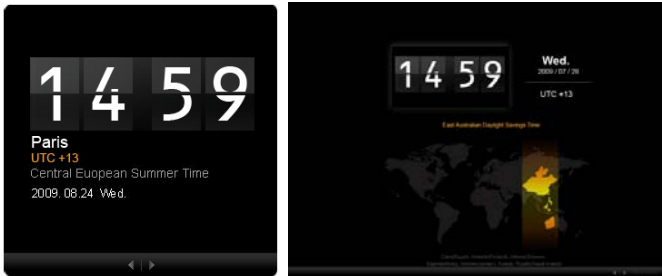 14 59
Paris
UTC +13
Central Euopean Summer Time
2009. 08.24 Wed.
14 59
Wed.
2009 / 07 / 28
UTC +13
East Australian Daylight Savings Time